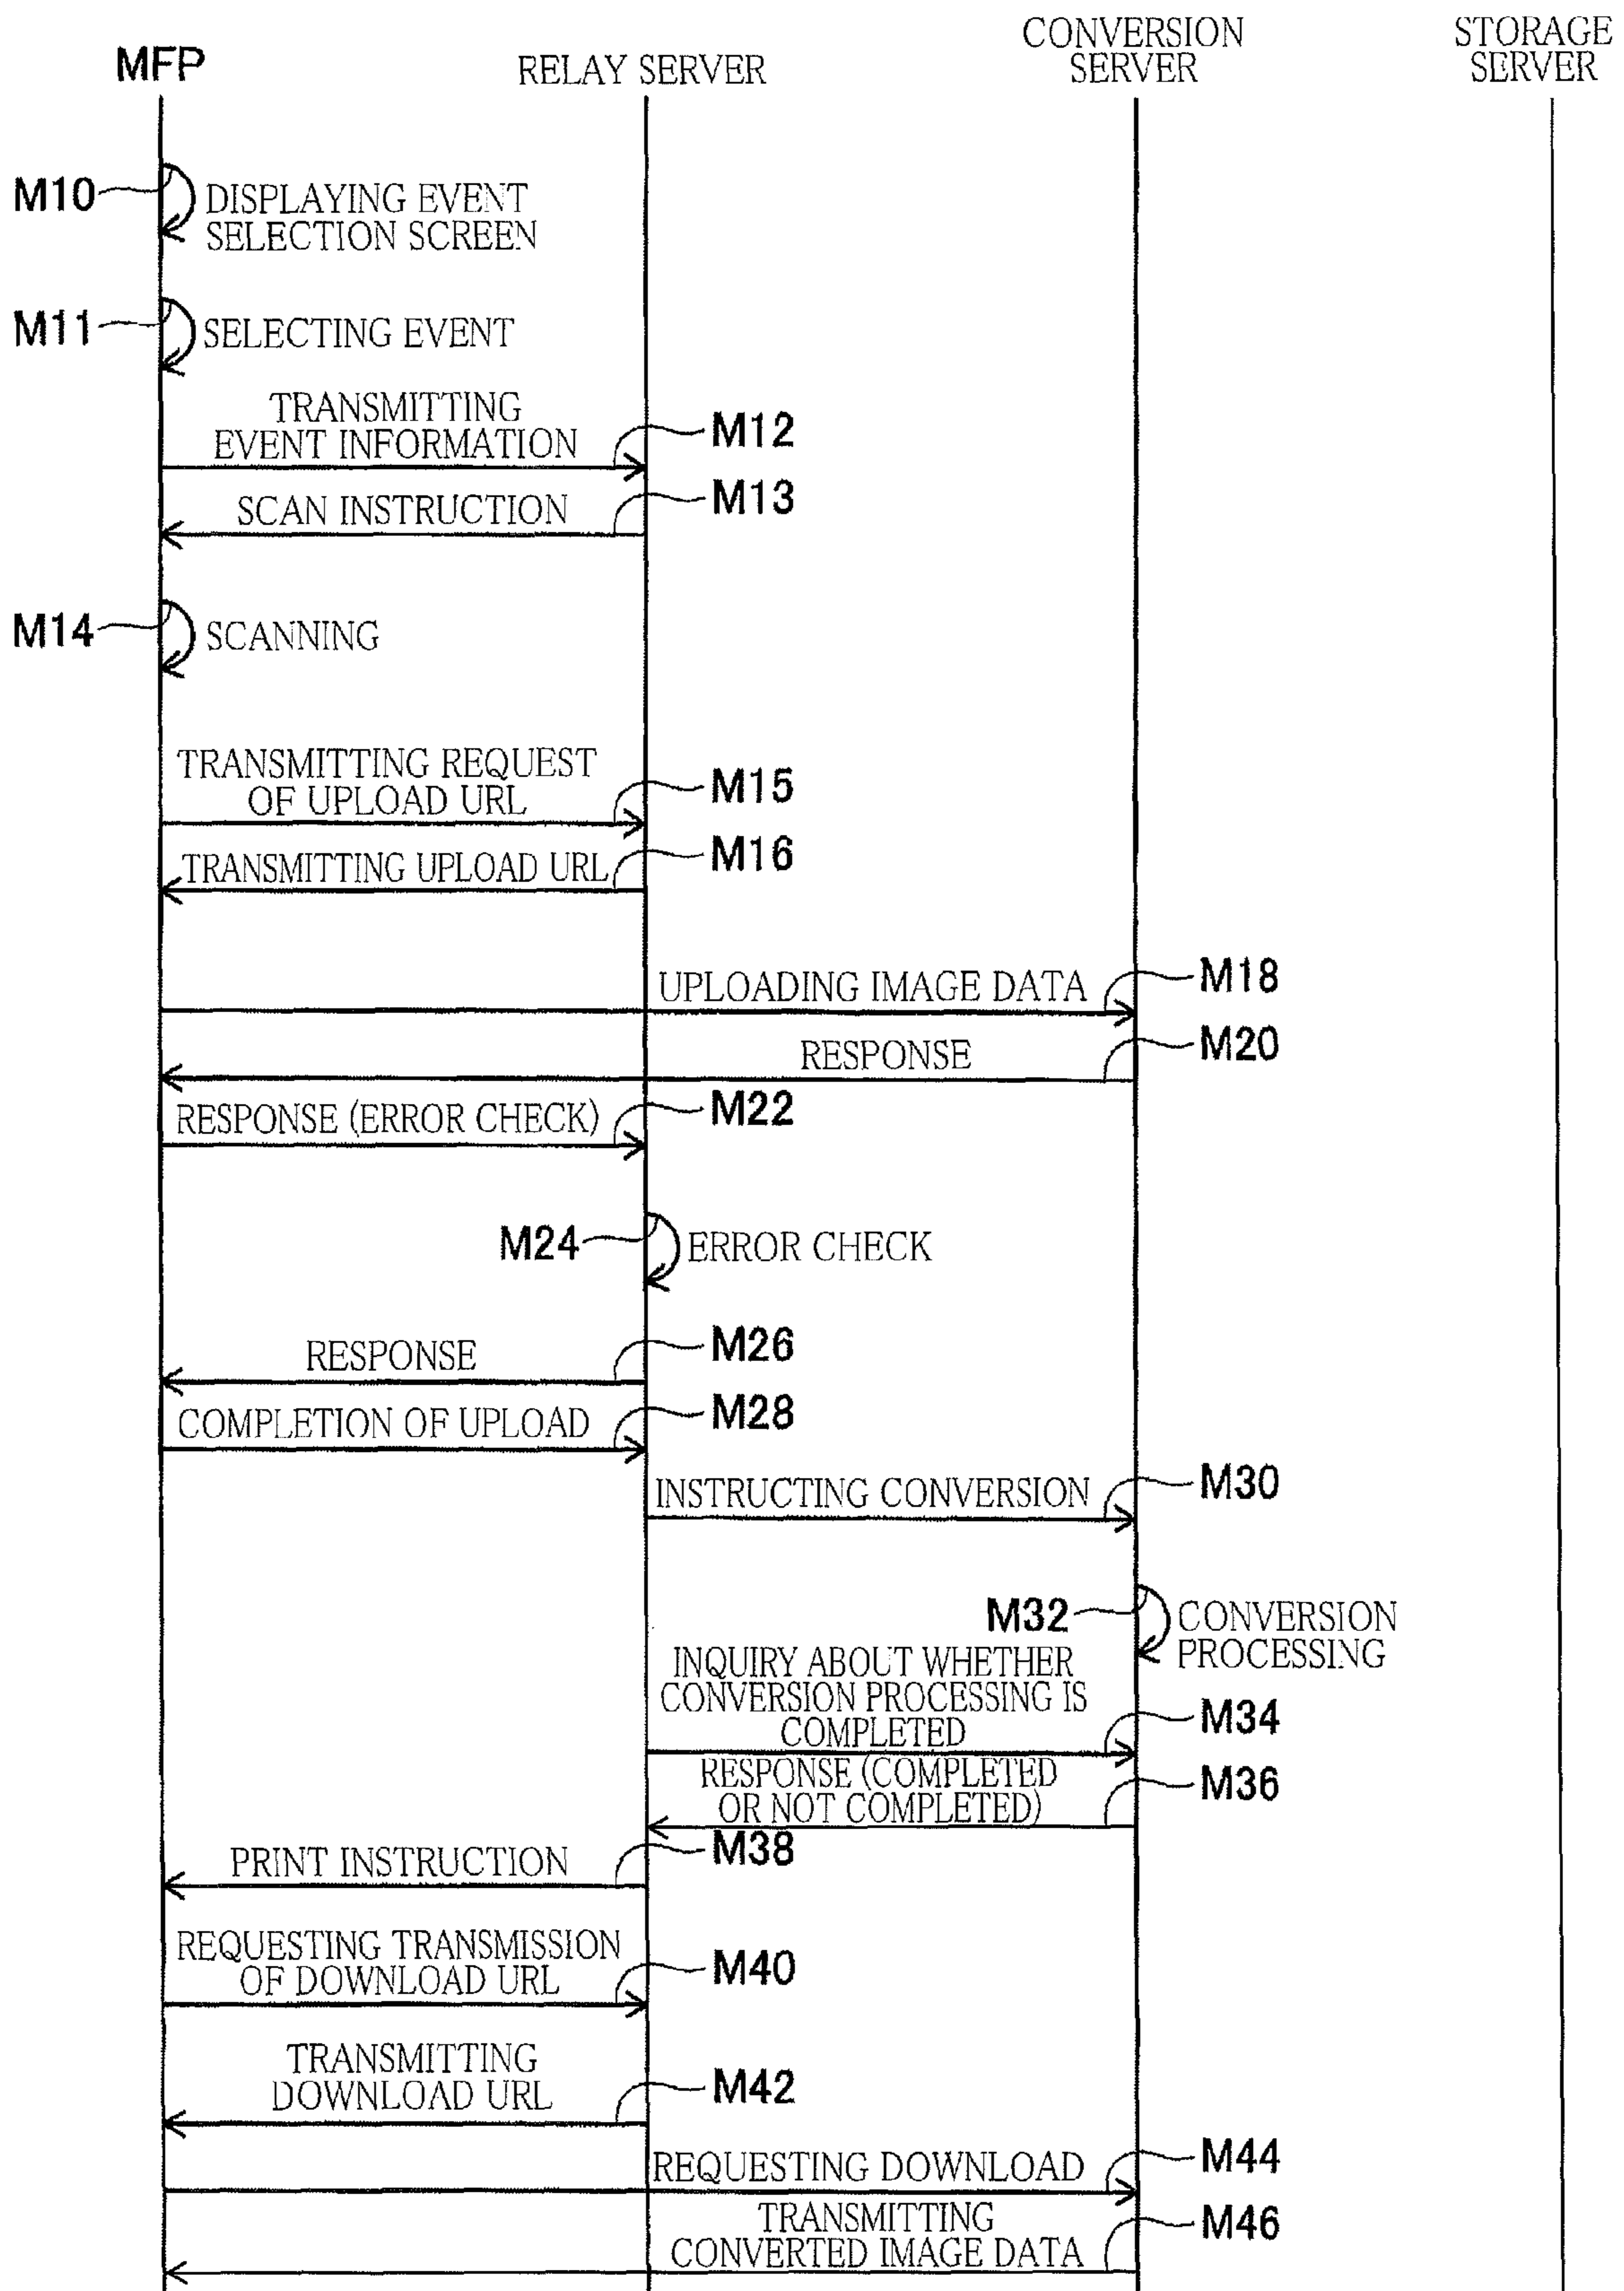 MFP
RELAY SERVER
CONVERSION
SERVER
STORAGE
SERVER
M10
DISPLAYING EVENT
SELECTION SCREEN
M11
SELECTING EVENT
TRANSMITTING
EVENT INFORMATION
M12
SCAN INSTRUCTION
M13
M14
SCANNING
TRANSMITTING REQUEST
OF UPLOAD URL
M15
TRANSMITTING UPLOAD URL
M16
UPLOADING IMAGE DATA
M18
RESPONSE
M20
RESPONSE (ERROR CHECK)
M22
M24
ERROR CHECK
RESPONSE
M26
COMPLETION OF UPLOAD
M28
INSTRUCTING CONVERSION
M30
M32
CONVERSION
PROCESSING
INQUIRY ABOUT WHETHER
CONVERSION PROCESSING IS
COMPLETED
M34
RESPONSE (COMPLETED
OR NOT COMPLETED)
M36
PRINT INSTRUCTION
M38
REQUESTING TRANSMISSION
OF DOWNLOAD URL
M40
TRANSMITTING
DOWNLOAD URL
M42
REQUESTING DOWNLOAD
M44
TRANSMITTING
CONVERTED IMAGE DATA
M46